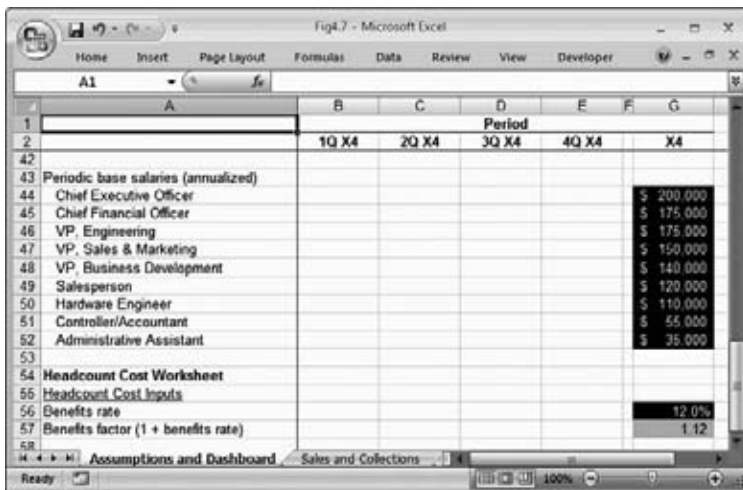 Fig4.7 - Microsoft Excel
Home Insert Page Layout Formulas Data Review View Developer
A1 fx
A B C D E F G
1 Period
2 1Q X4 2Q X4 3Q X4 4Q X4 X4
42
43 Periodic base salaries (annualized)
44 Chief Executive Officer $ 200,000
45 Chief Financial Officer $ 175,000
46 VP, Engineering $ 175,000
47 VP, Sales & Marketing $ 150,000
48 VP, Business Development $ 140,000
49 Salesperson $ 120,000
50 Hardware Engineer $ 110,000
51 Controller/Accountant $ 55,000
52 Administrative Assistant $ 35,000
53
54 Headcount Cost Worksheet
55 Headcount Cost Inputs
56 Benefits rate 12.0%
57 Benefits factor (1 + benefits rate) 1.12
58
Assumptions and Dashboard Sales and Collections
Ready 100%